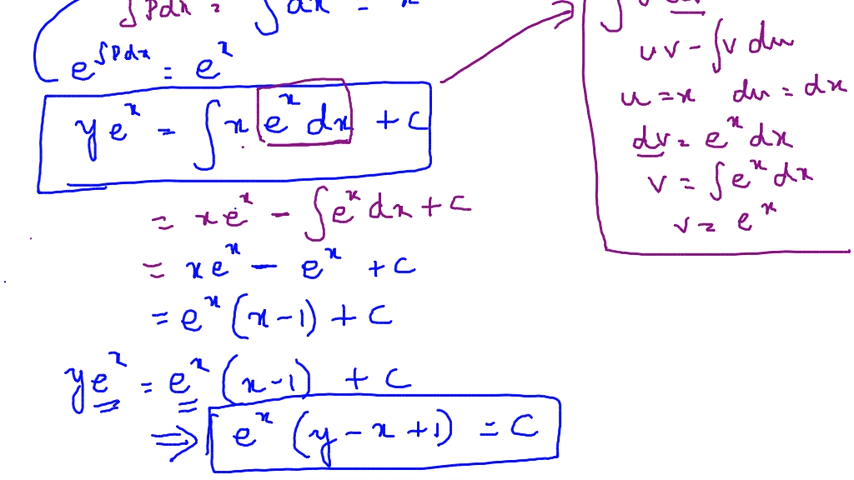 ∫Pdx = ∫dx = x
e^{∫Pdx} = e^x
ye^x = ∫x e^x dx + c
= xe^x − ∫e^x dx + c
= xe^x − e^x + c
= e^x (x−1) + c
ye^x = e^x (x−1) + c
⇒ e^x (y−x+1) = c
uv − ∫v du
u = x du = dx
dv = e^x dx
v = ∫e^x dx
v = e^x